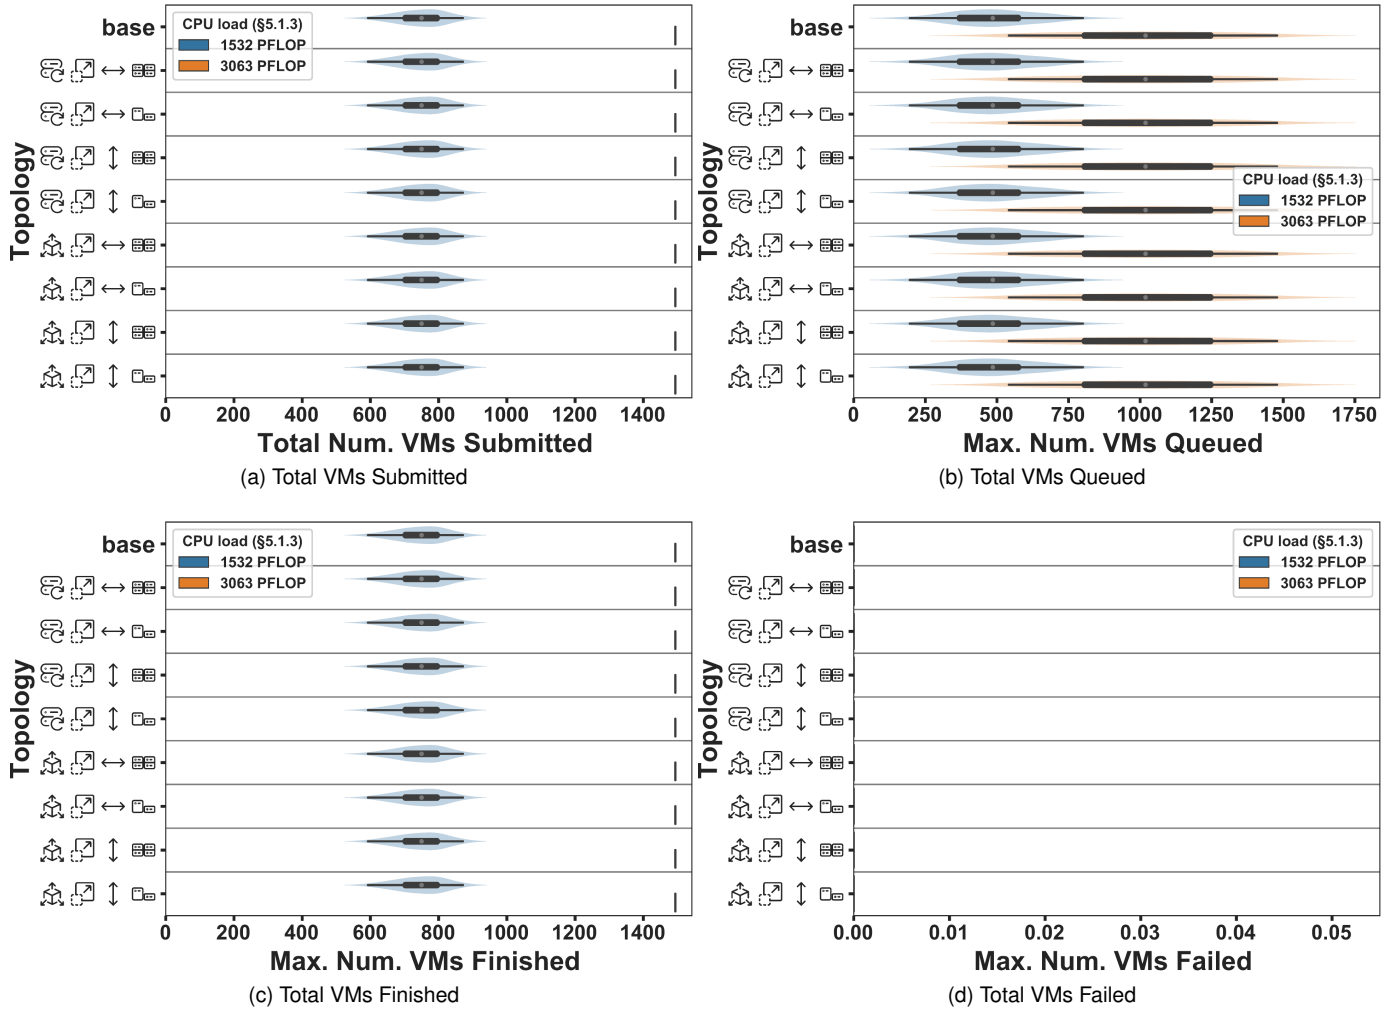 base
CPU load (§5.1.3)
1532 PFLOP
3063 PFLOP
Topology
0 200 400 600 800 1000 1200 1400
Total Num. VMs Submitted
(a) Total VMs Submitted
base
CPU load (§5.1.3)
1532 PFLOP
3063 PFLOP
Topology
0 250 500 750 1000 1250 1500 1750
Max. Num. VMs Queued
(b) Total VMs Queued
base
CPU load (§5.1.3)
1532 PFLOP
3063 PFLOP
Topology
0 200 400 600 800 1000 1200 1400
Max. Num. VMs Finished
(c) Total VMs Finished
base
CPU load (§5.1.3)
1532 PFLOP
3063 PFLOP
Topology
0.00 0.01 0.02 0.03 0.04 0.05
Max. Num. VMs Failed
(d) Total VMs Failed